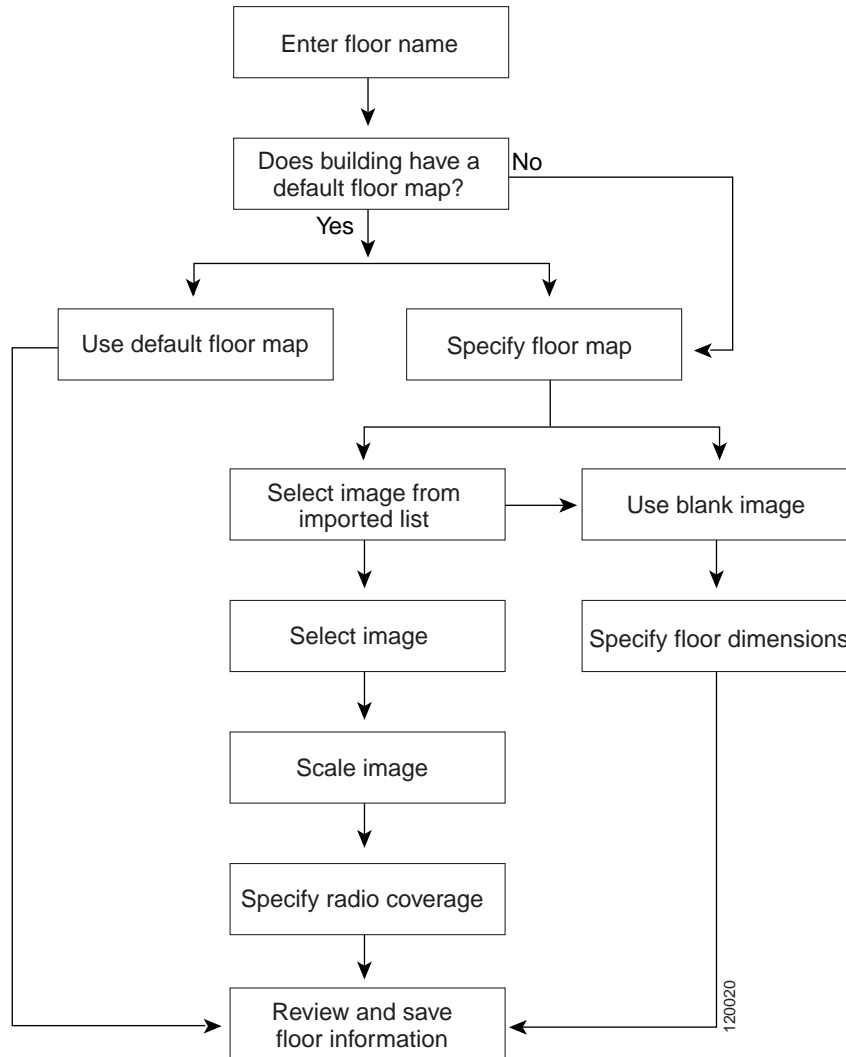 Enter floor name
Does building have a
default floor map?
No
Yes
Use default floor map
Specify floor map
Select image from
imported list
Use blank image
Select image
Specify floor dimensions
Scale image
Specify radio coverage
Review and save
floor information
120020